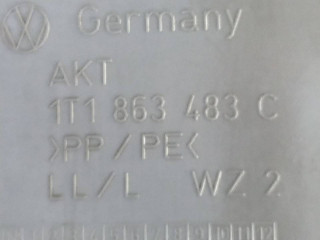 Germany
AKT
1T1 863 483 C
>PP/PE<
LL/L WZ 2